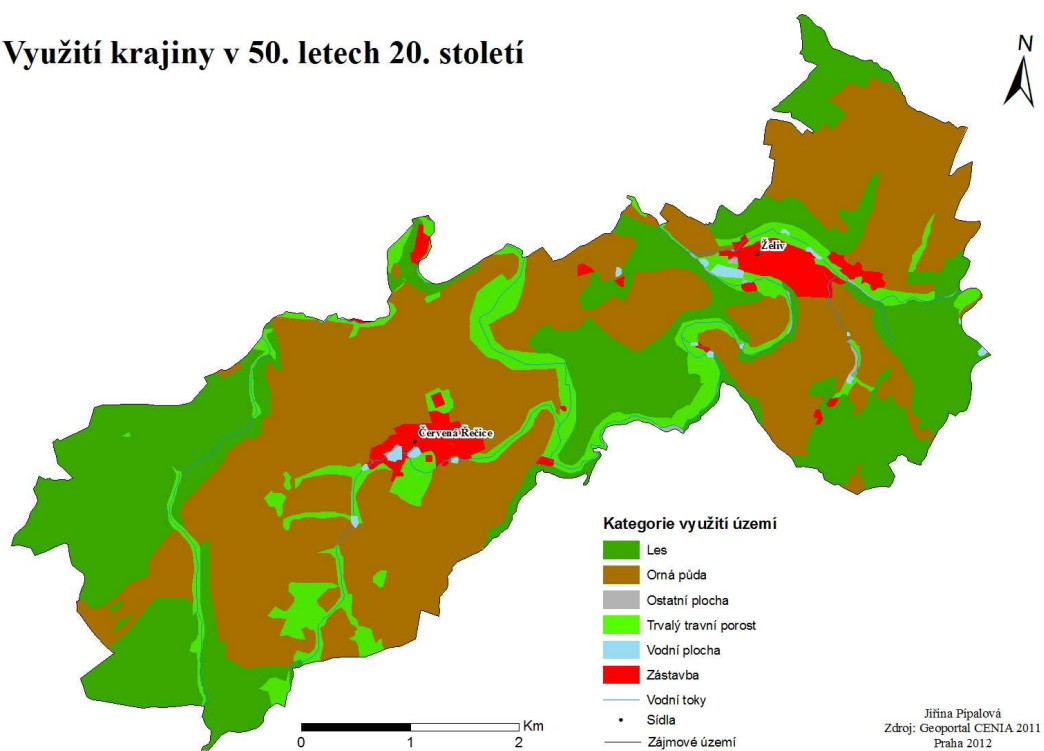 Využití krajiny v 50. letech 20. století
N
Želiv
Červená Řečice
Kategorie využití území
Les
Orná půda
Ostatní plocha
Trvalý travní porost
Vodní plocha
Zástavba
Vodní toky
Sídla
Zájmové území
Km
0 1 2
Jiřina Pípalová
Zdroj: Geoportal CENIA 2011
Praha 2012